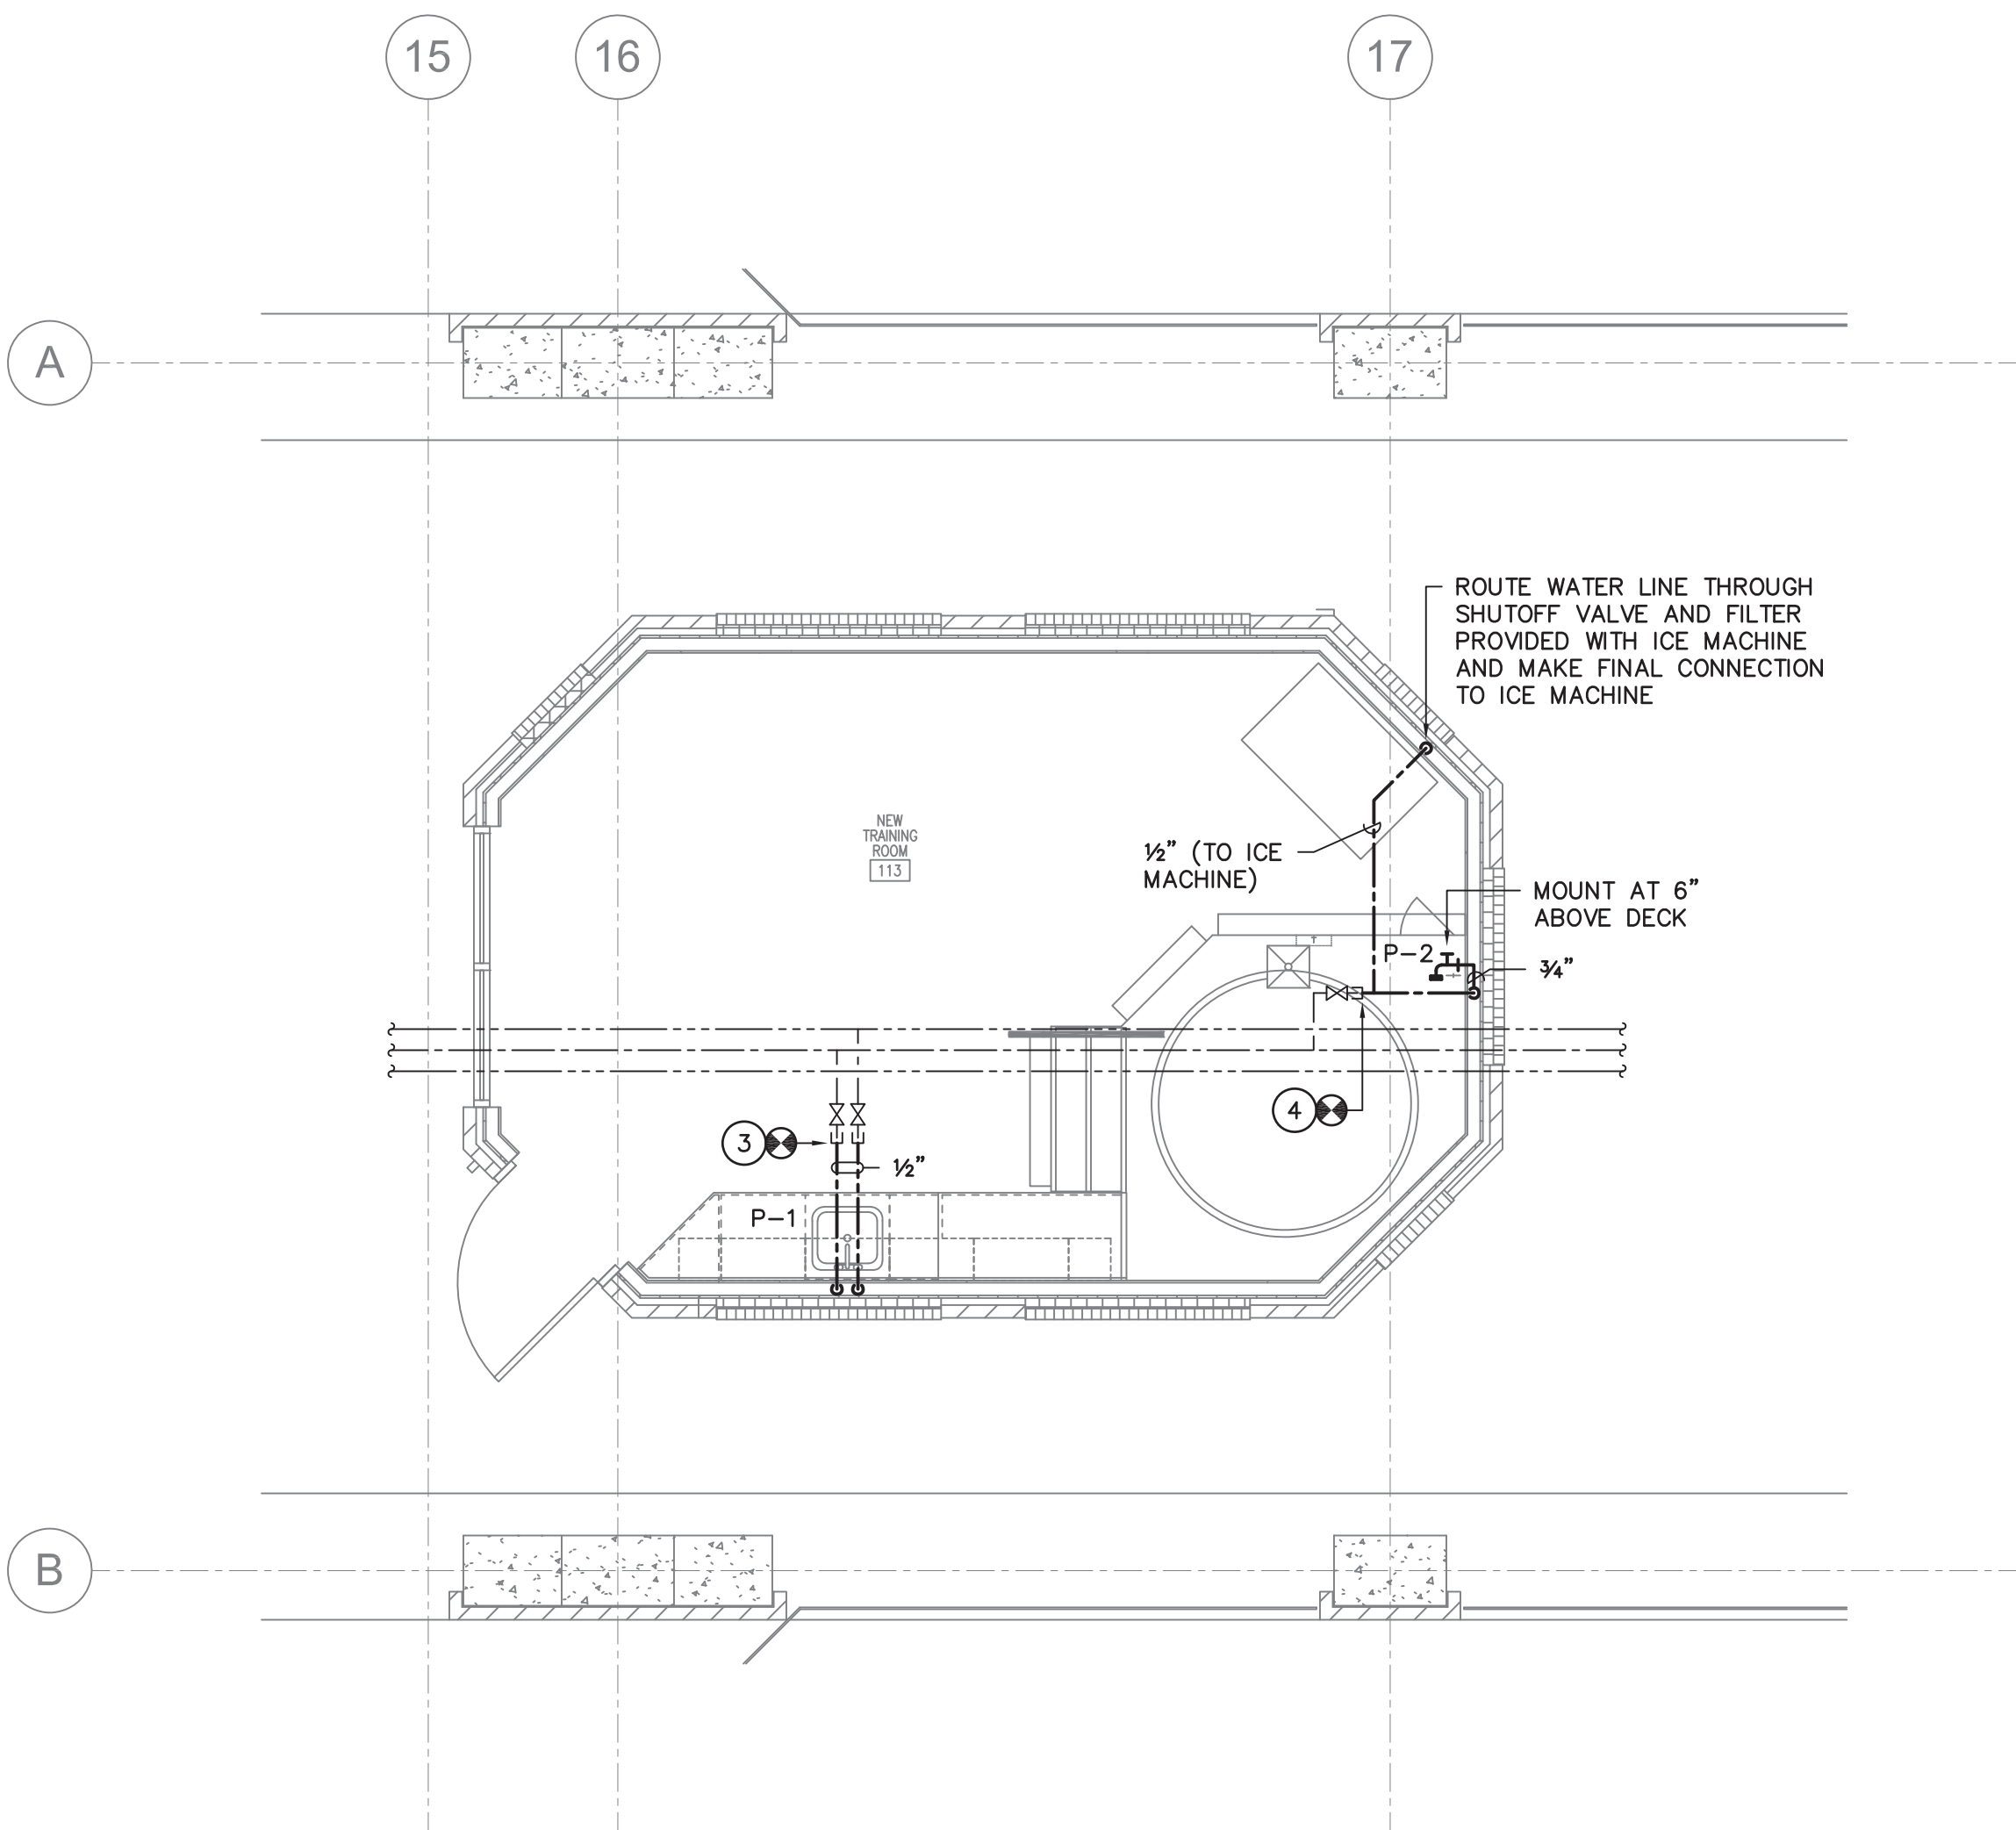 15
16
17
A
ROUTE WATER LINE THROUGH
SHUTOFF VALVE AND FILTER
PROVIDED WITH ICE MACHINE
AND MAKE FINAL CONNECTION
TO ICE MACHINE
NEW
TRAINING
ROOM
113
½" (TO ICE
MACHINE)
MOUNT AT 6"
ABOVE DECK
P-2
¾"
4
3
½"
P-1
B